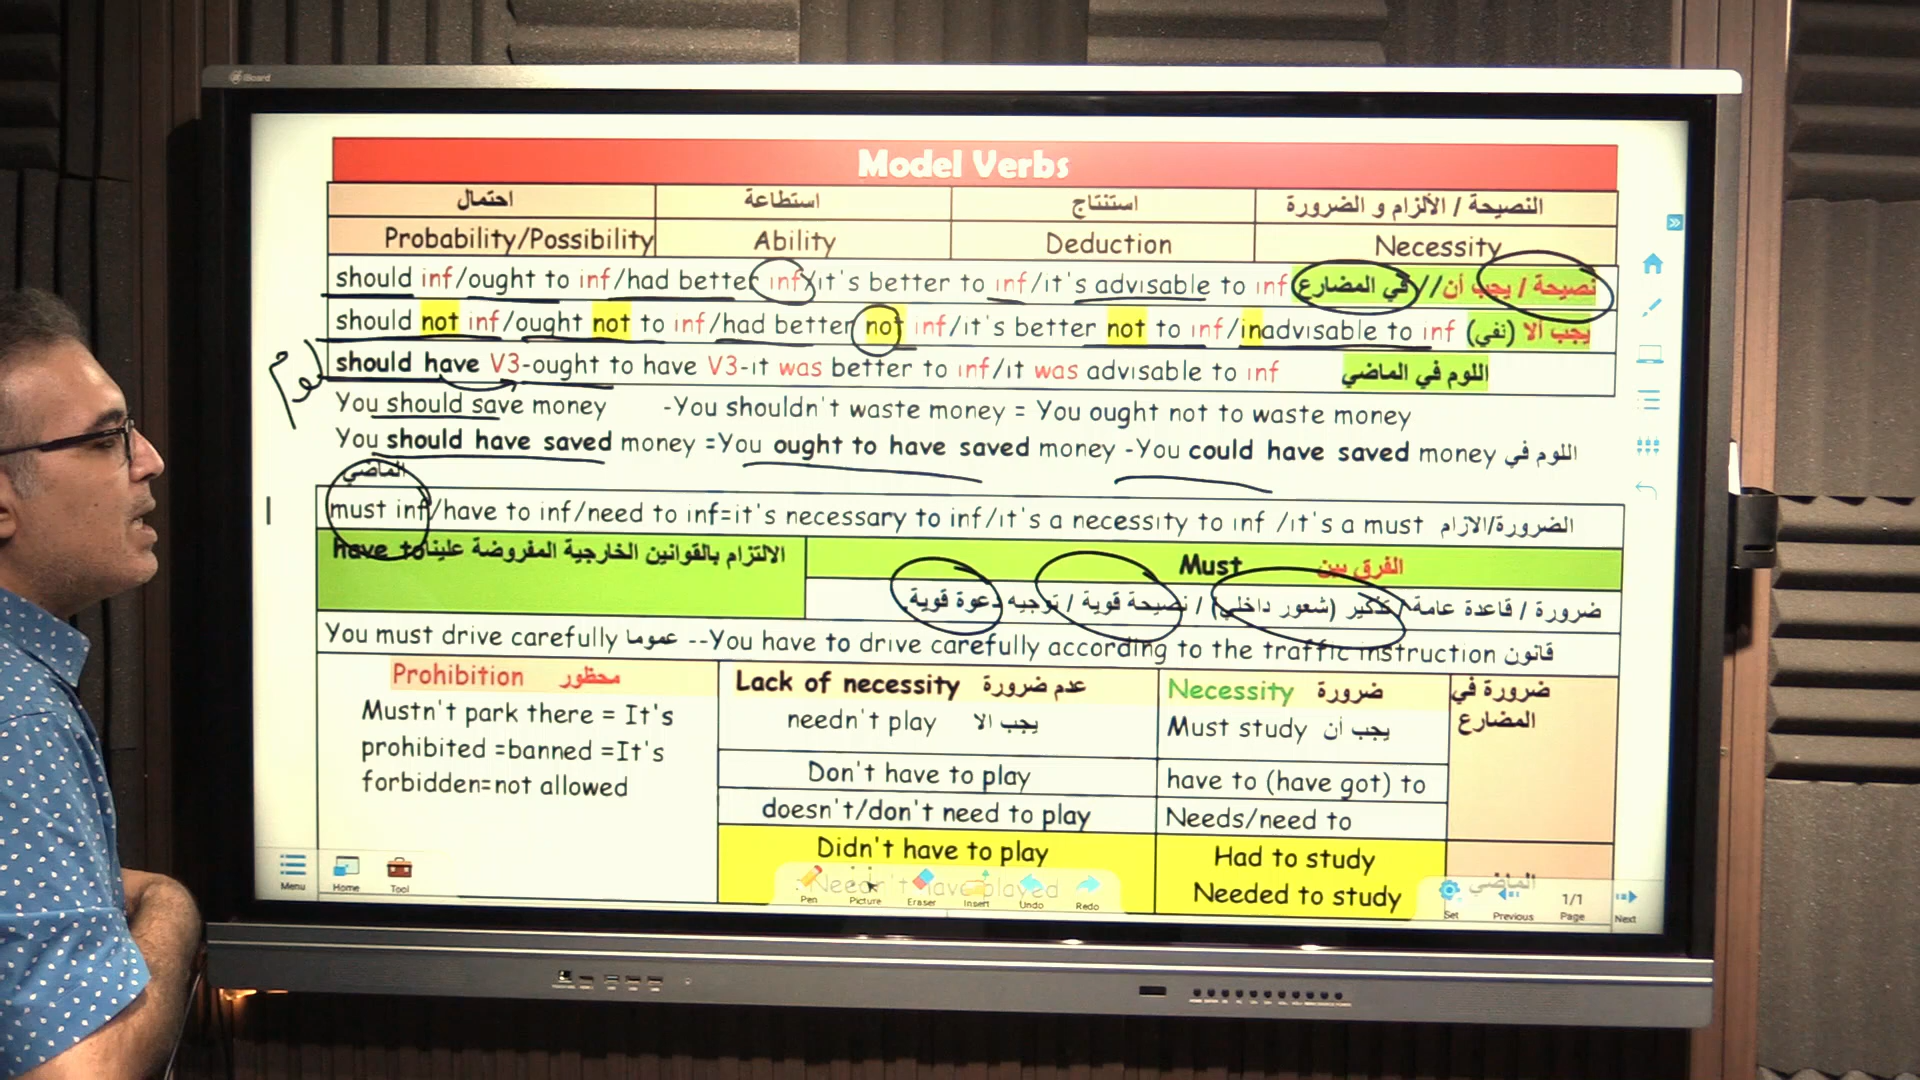 iBoard
Model Verbs
احتمال استطاعة استنتاج النصيحة / الألزام و الضرورة
Probability/Possibility Ability Deduction Necessity
should inf/ought to inf/had better inf/it's better to inf/it's advisable to inf نصيحة / يجب أن// في المضارع
should not inf/ought not to inf/had better not inf/it's better not to inf/inadvisable to inf يجب ألا (نفي)
لوم
should have V3-ought to have V3-it was better to inf/it was advisable to inf اللوم في الماضي
You should save money -You shouldn't waste money = You ought not to waste money
You should have saved money =You ought to have saved money -You could have saved money اللوم في
الماضي
must inf/have to inf/need to inf=it's necessary to inf/it's a necessity to inf /it's a must الضرورة/الازام
have to الالتزام بالقوانين الخارجية المفروضة علينا
Must الفرق بين
ضرورة / قاعدة عامة / تذكير (شعور داخلي) / نصيحة قوية / توجيه دعوة قوية
You must drive carefully عموما --You have to drive carefully according to the traffic instruction قانون
Prohibition محظور
Mustn't park there = It's
prohibited =banned =It's
forbidden=not allowed
Lack of necessity عدم ضرورة
needn't play يجب الا
Don't have to play
doesn't/don't need to play
Didn't have to play
Needn't have played
Necessity ضرورة
Must study يجب أن
have to (have got) to
Needs/need to
Had to study
Needed to study
ضرورة في
المضارع
الماضي
Menu Home Tool Pen Picture Eraser Insert Undo Redo Set Previous 1/1 Page Next